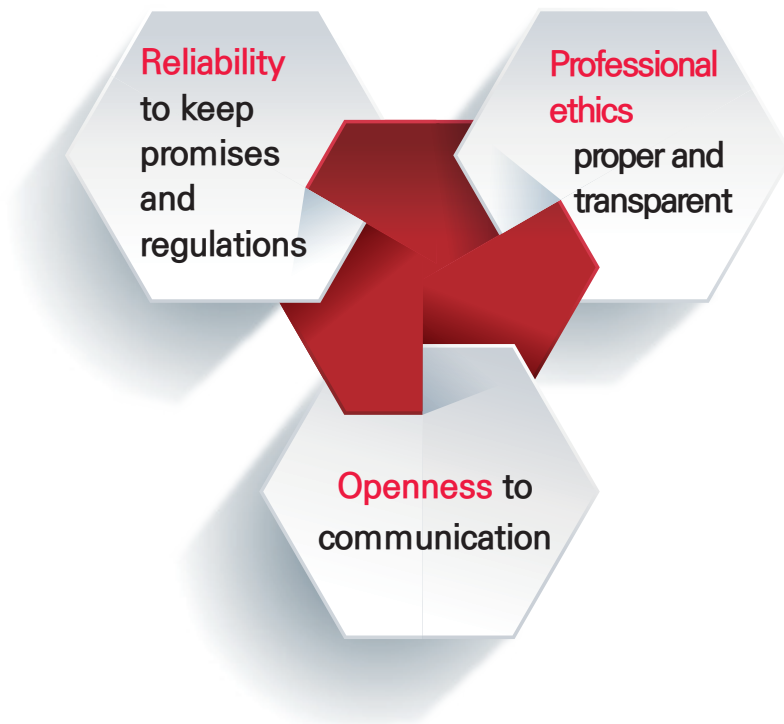 Reliability
to keep
promises
and
regulations
Professional
ethics
proper and
transparent
Openness to
communication